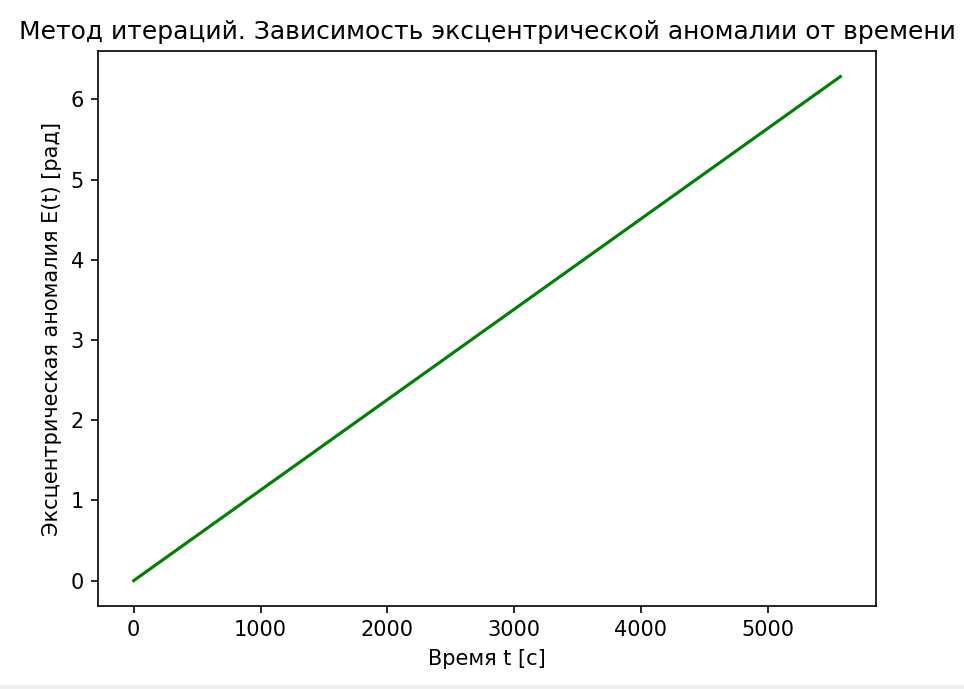 Метод итераций. Зависимость эксцентрической аномалии от времени
Эксцентрическая аномалия E(t) [рад]
6
5
4
3
2
1
0
0 1000 2000 3000 4000 5000
Время t [с]